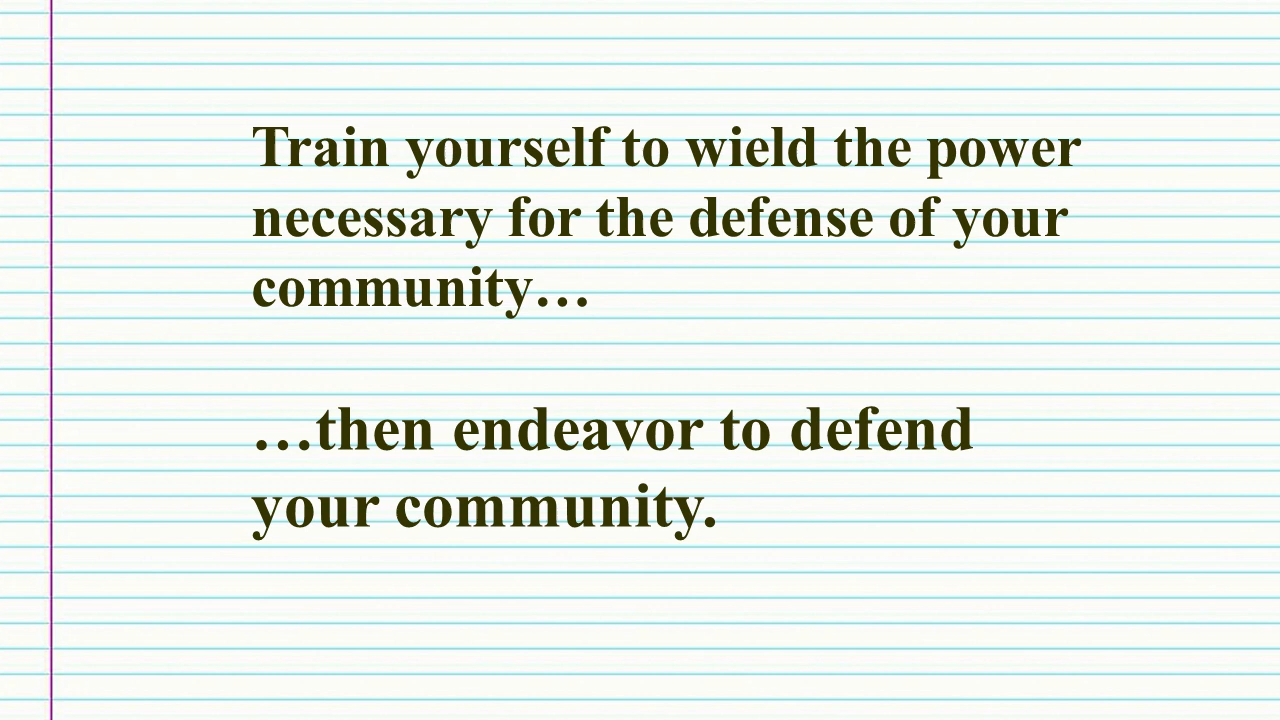 Train yourself to wield the power
necessary for the defense of your
community…
…then endeavor to defend
your community.